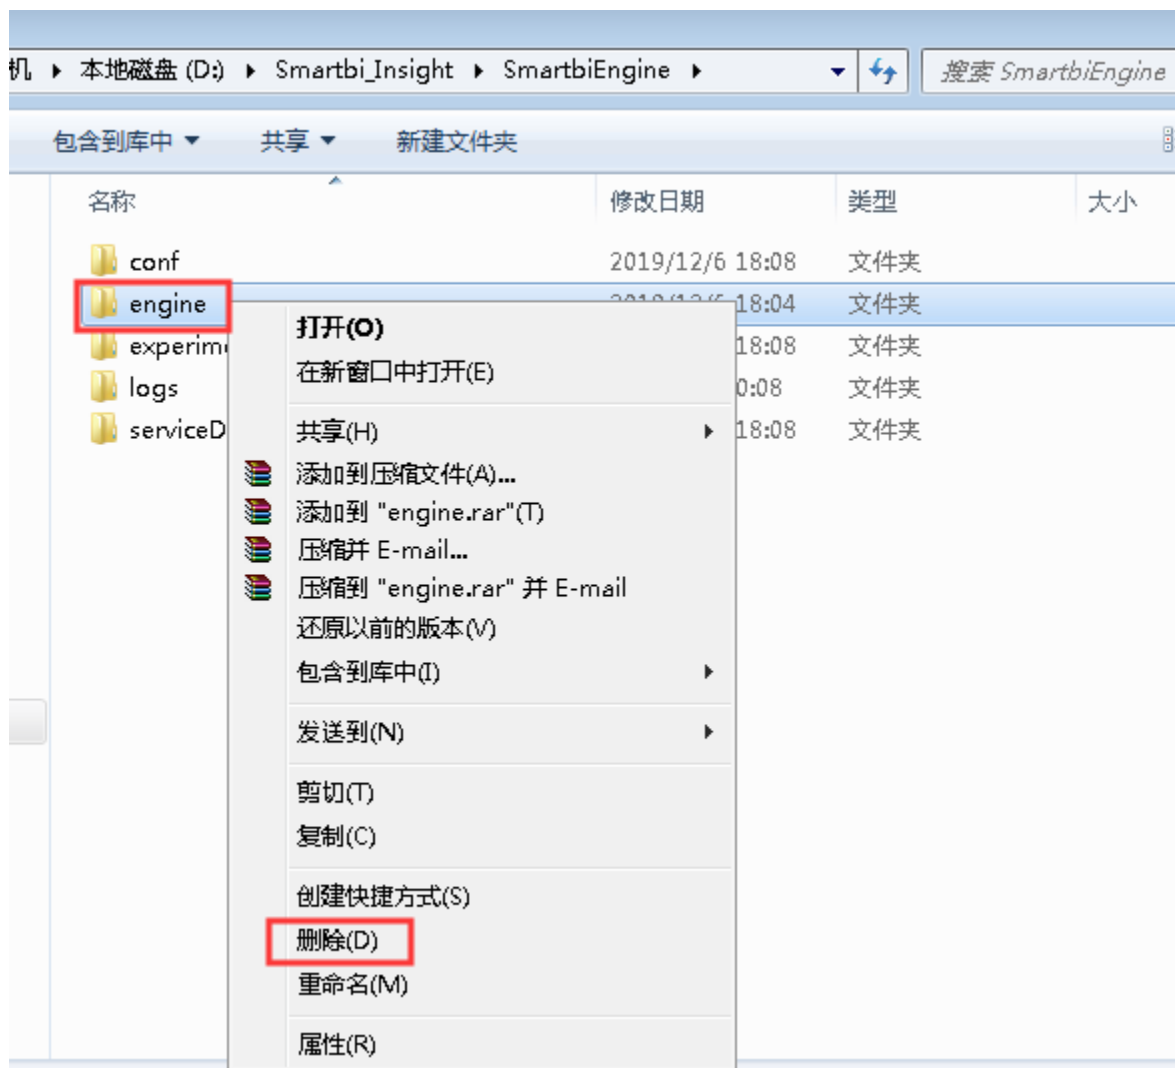 机 本地磁盘 (D:) Smartbi_Insight SmartbiEngine 搜索 SmartbiEngine
包含到库中 共享 新建文件夹
名称 修改日期 类型 大小
conf 2019/12/6 18:08 文件夹
engine 2019/12/6 18:04 文件夹
experim 18:08 文件夹
logs 0:08 文件夹
serviceD 18:08 文件夹
打开(O)
在新窗口中打开(E)
共享(H)
添加到压缩文件(A)...
添加到 "engine.rar"(T)
压缩并 E-mail...
压缩到 "engine.rar" 并 E-mail
还原以前的版本(V)
包含到库中(I)
发送到(N)
剪切(T)
复制(C)
创建快捷方式(S)
删除(D)
重命名(M)
属性(R)